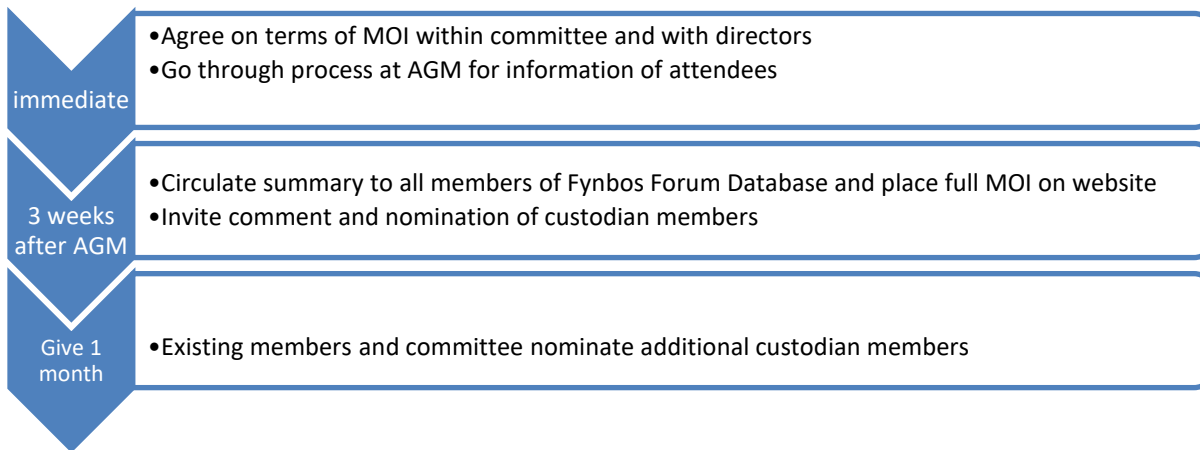 immediate
•Agree on terms of MOI within committee and with directors
•Go through process at AGM for information of attendees
3 weeks
after AGM
•Circulate summary to all members of Fynbos Forum Database and place full MOI on website
•Invite comment and nomination of custodian members
Give 1
month
•Existing members and committee nominate additional custodian members